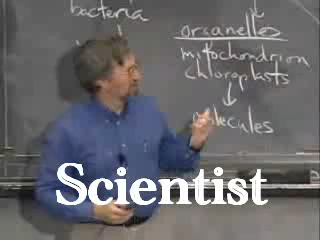 bacteria
organelles
mitochondrion
chloroplasts
molecules
Scientist